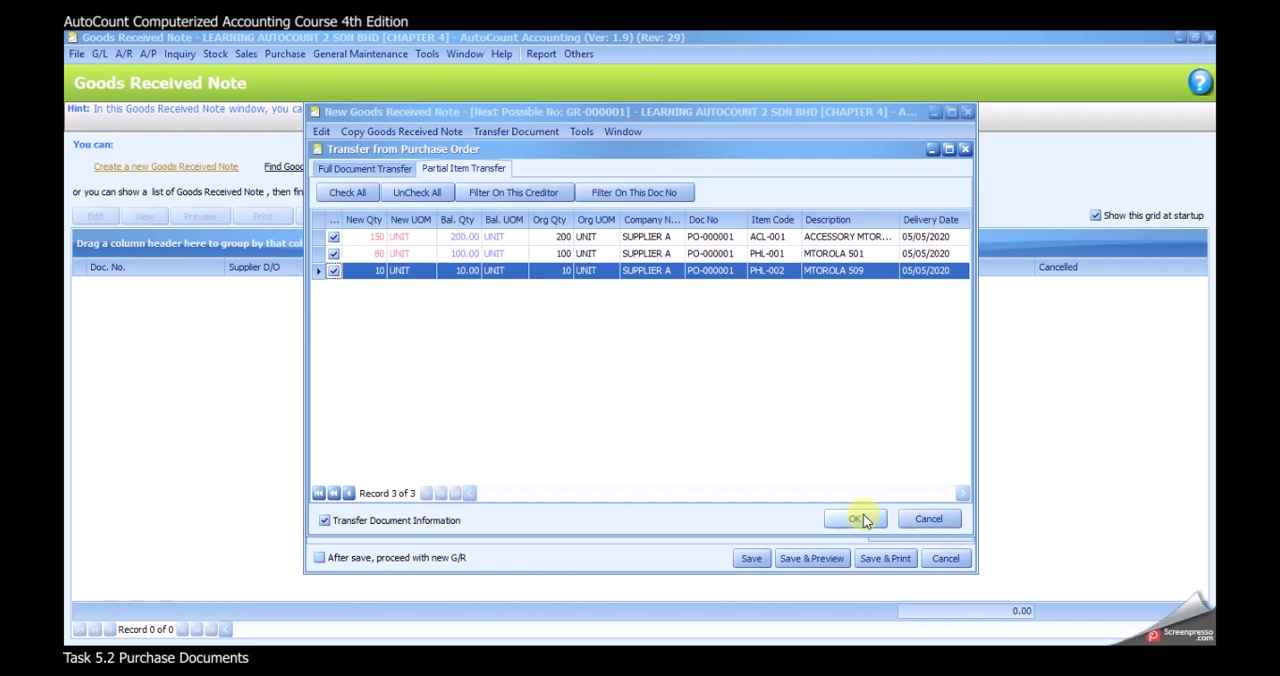 AutoCount Computerized Accounting Course 4th Edition
Goods Received Note - LEARNING AUTOCOUNT 2 SDN BHD [CHAPTER 4] - AutoCount Accounting (Ver: 1.9) (Rev: 29)
File G/L A/R A/P Inquiry Stock Sales Purchase General Maintenance Tools Window Help Report Others
Goods Received Note
Hint: In this Goods Received Note window, you ca
New Goods Received Note - [Next Possible No: GR-000001] - LEARNING AUTOCOUNT 2 SDN BHD [CHAPTER 4] - A...
Edit Copy Goods Received Note Transfer Document Tools Window
You can:
Transfer from Purchase Order
Create a new Goods Received Note Find Good
Full Document Transfer Partial Item Transfer
or you can show a list of Goods Received Note , then fin
Check All UnCheck All Filter On This Creditor Filter On This Doc No
Edit View Preview Print
Show this grid at startup
... New Qty New UOM Bal. Qty Bal. UOM Org Qty Org UOM Company N... Doc No Item Code Description Delivery Date
Drag a column header here to group by that col
150 UNIT 200.00 UNIT 200 UNIT SUPPLIER A PO-000001 ACL-001 ACCESSORY MTOR... 05/05/2020
80 UNIT 100.00 UNIT 100 UNIT SUPPLIER A PO-000001 PHL-001 MTOROLA 501 05/05/2020
10 UNIT 10.00 UNIT 10 UNIT SUPPLIER A PO-000001 PHL-002 MTOROLA 509 05/05/2020
Doc. No. Supplier D/O Cancelled
Record 3 of 3
Transfer Document Information OK Cancel
After save, proceed with new G/R Save Save & Preview Save & Print Cancel
0.00
Record 0 of 0
Screenpresso
.com
Task 5.2 Purchase Documents